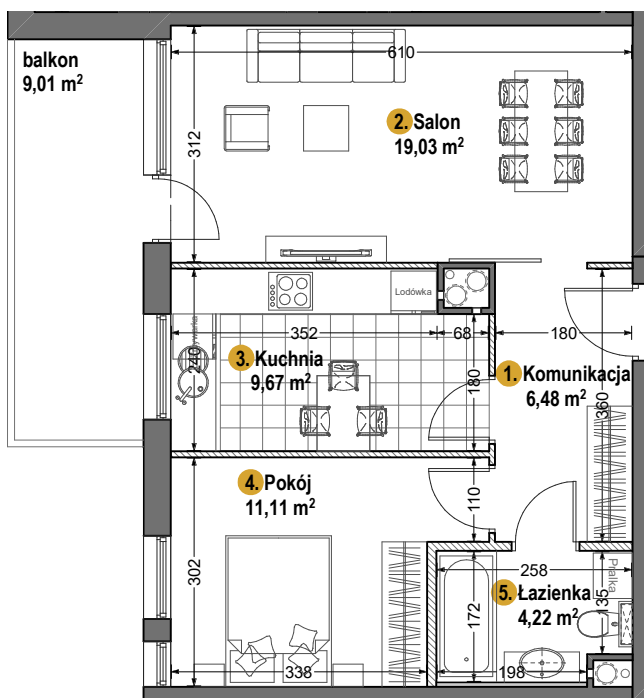 balkon
9,01 m²
610
2. Salon
19,03 m²
312
Lodówka
352
68
180
3. Kuchnia
9,67 m²
240
180
1. Komunikacja
6,48 m²
360
4. Pokój
11,11 m²
110
302
258
Pralka
5. Łazienka
4,22 m²
172
135
338
198